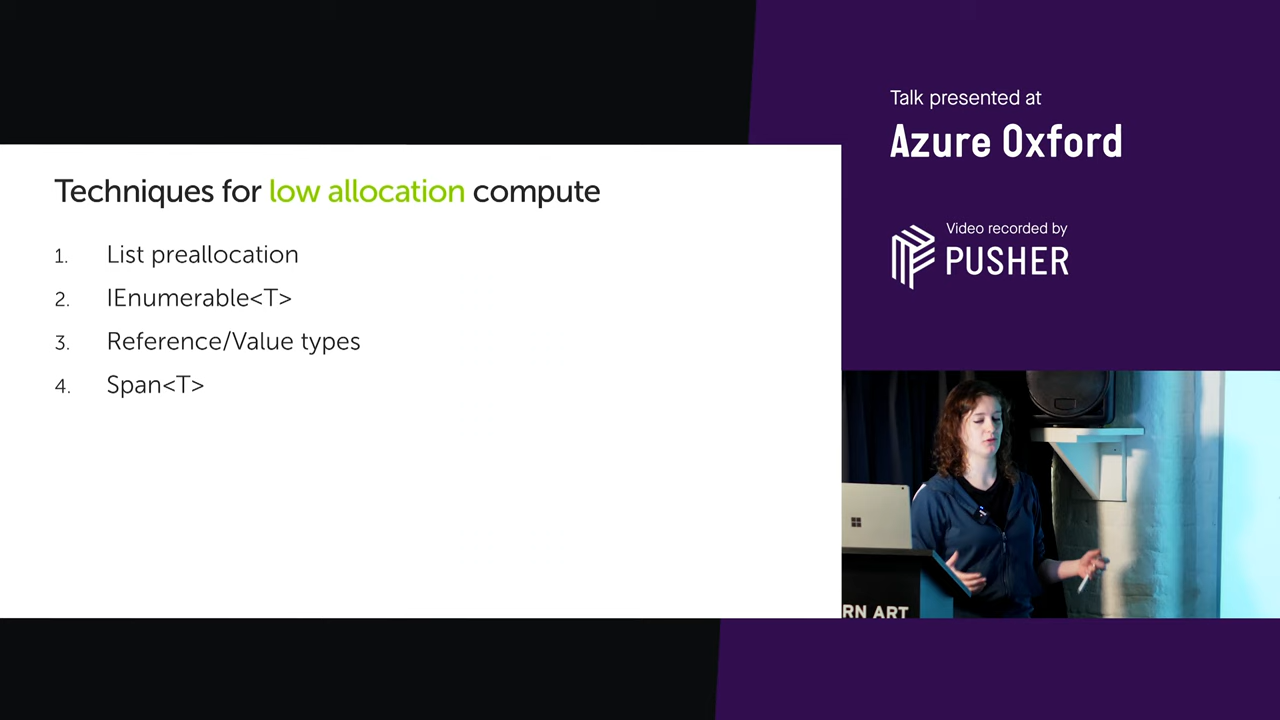 Talk presented at
Azure Oxford
Video recorded by
PUSHER
Techniques for low allocation compute
1. List preallocation
2. IEnumerable<T>
3. Reference/Value types
4. Span<T>
RN ART